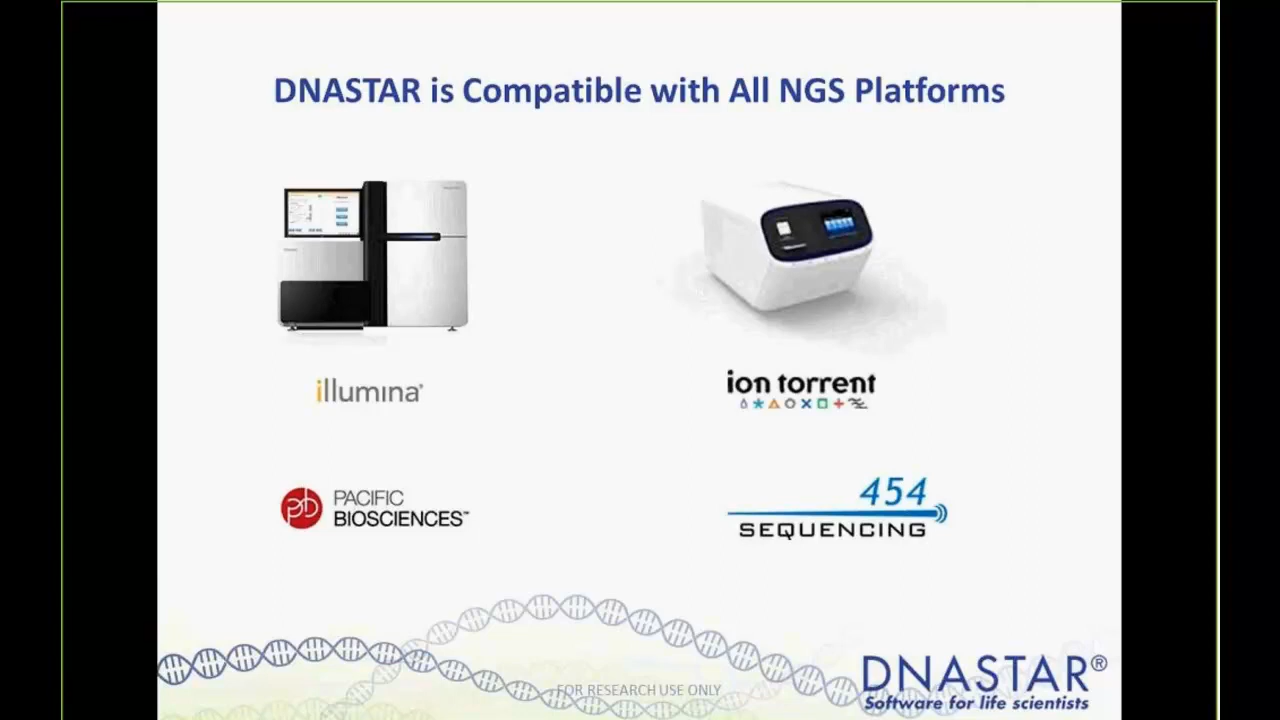 DNASTAR is Compatible with All NGS Platforms
illumina®
ion torrent
PACIFIC
BIOSCIENCES™
454
SEQUENCING
FOR RESEARCH USE ONLY
DNASTAR®
Software for life scientists